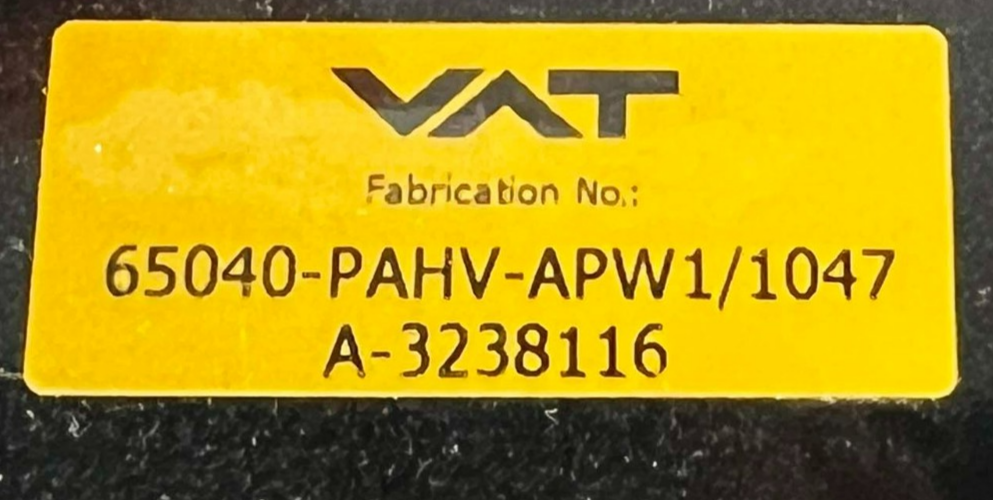 VAT
Fabrication No.:
65040-PAHV-APW1/1047
A-3238116